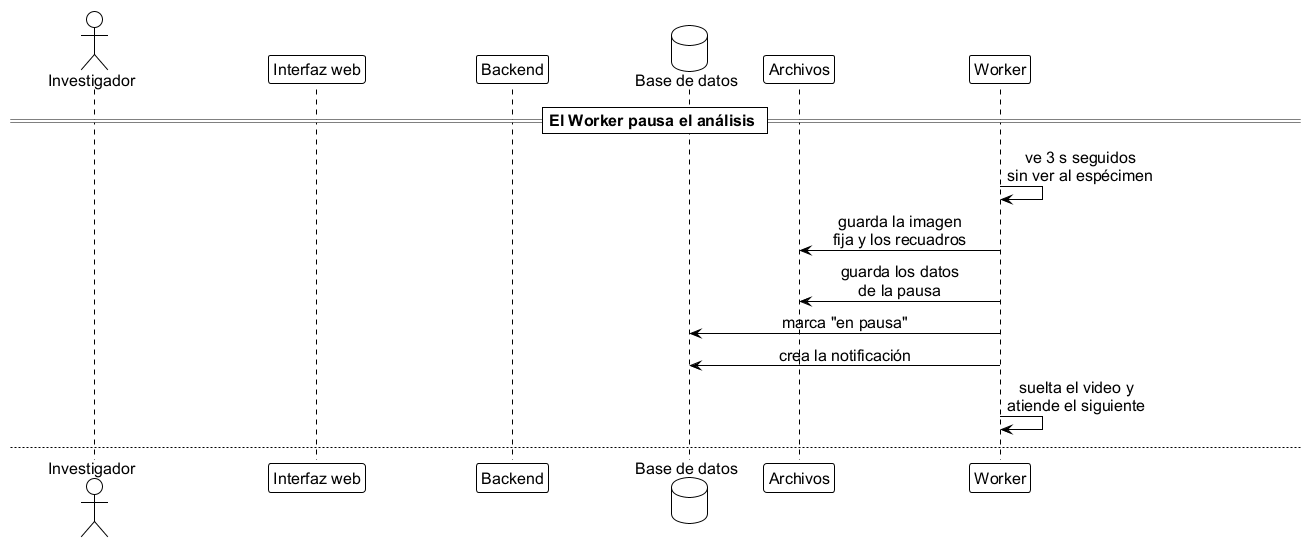 Investigador
Interfaz web
Backend
Base de datos
Archivos
Worker
El Worker pausa el análisis
ve 3 s seguidos
sin ver al espécimen
guarda la imagen
fija y los recuadros
guarda los datos
de la pausa
marca "en pausa"
crea la notificación
suelta el video y
atiende el siguiente
Investigador
Interfaz web
Backend
Base de datos
Archivos
Worker